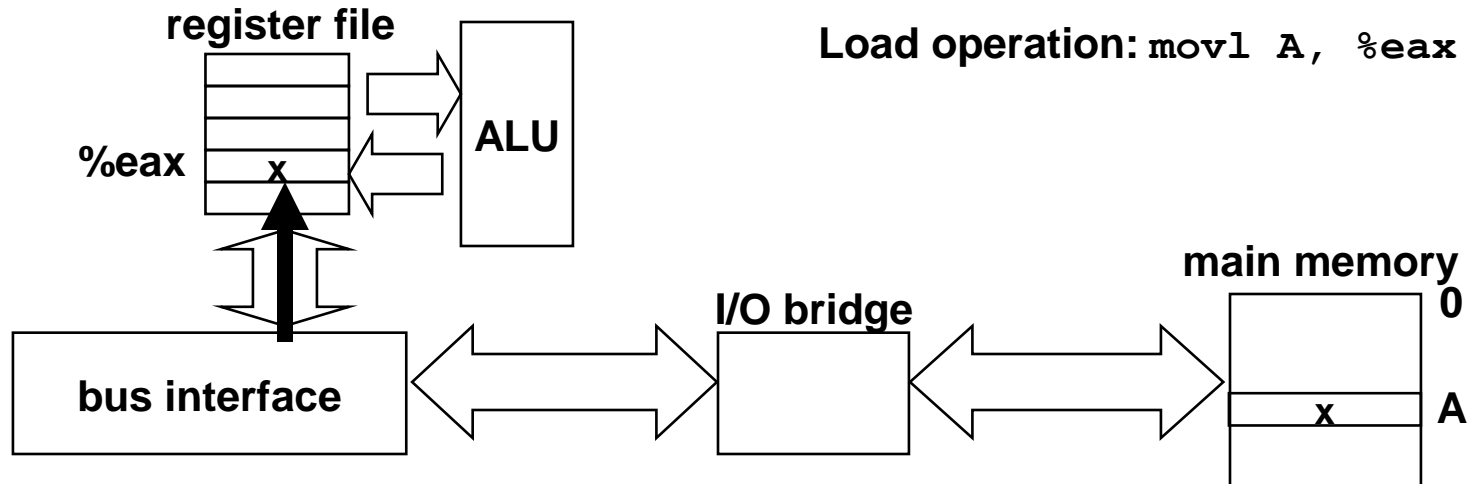 register file
Load operation: movl A, %eax
ALU
%eax
x
main memory
0
I/O bridge
bus interface
x
A